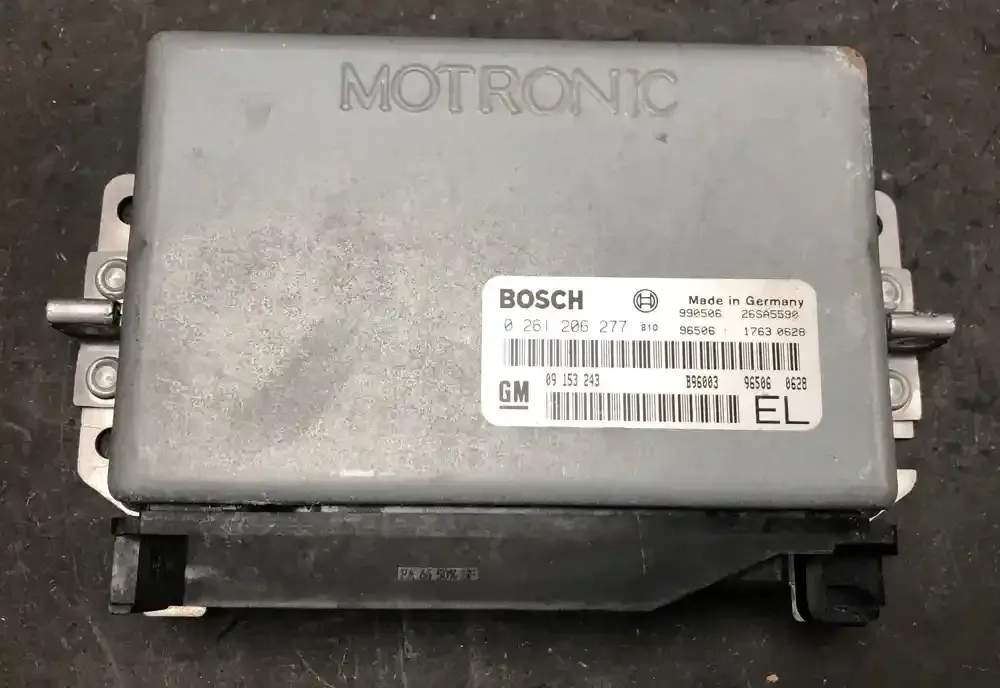 MOTRONIC
BOSCH Made in Germany
990506 26SA5590
0 261 206 277 B10 96506 1763 0628
09 153 243 B96003 96506 0628
GM
EL